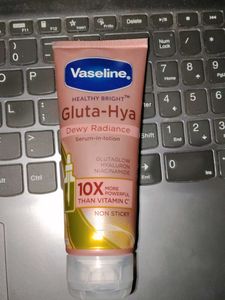 Vaseline.
HEALTHY BRIGHT™
Gluta-Hya
Dewy Radiance
Serum-in-lotion
GLUTAGLOW
HYALURON
NIACINAMIDE
10X MORE
POWERFUL
THAN VITAMIN C*
NON STICKY